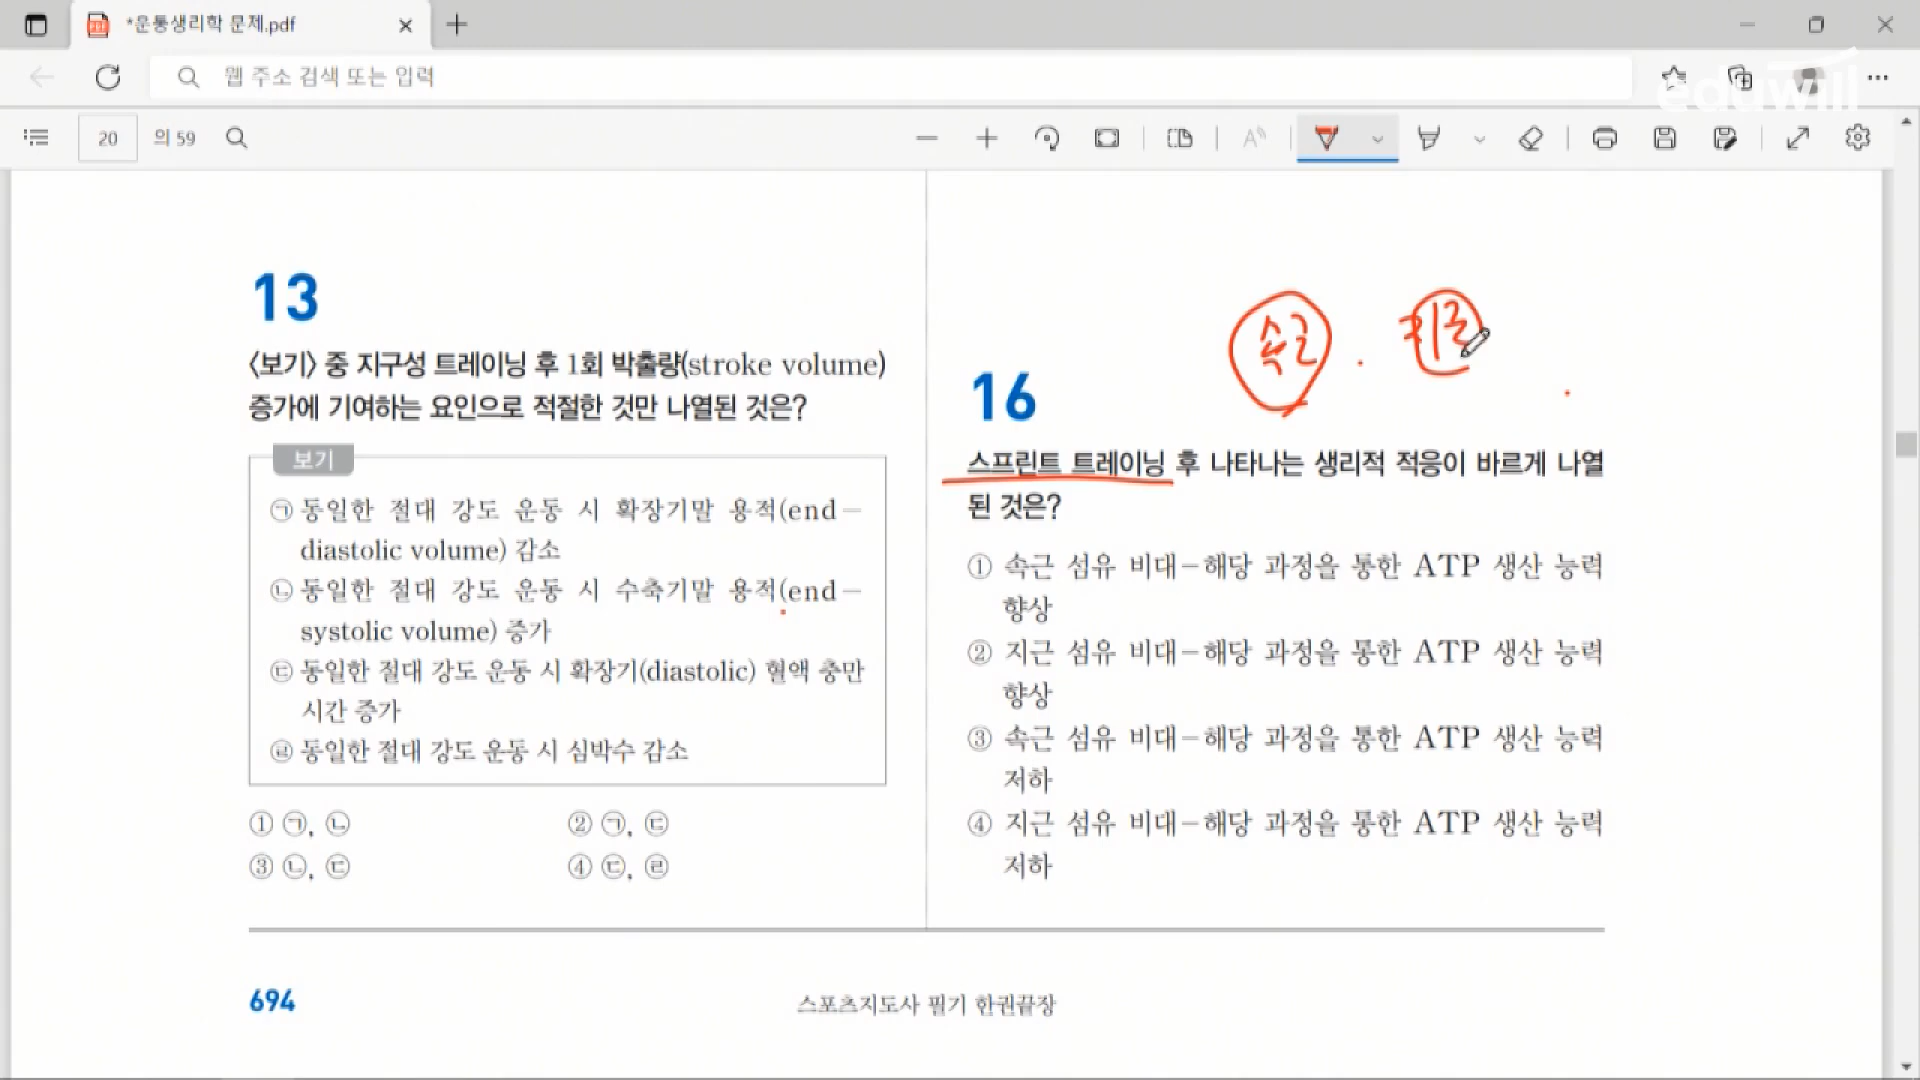 *운동생리학 문제.pdf
웹 주소 검색 또는 입력
eduwill
20 의 59
13
<보기> 중 지구성 트레이닝 후 1회 박출량(stroke volume)
증가에 기여하는 요인으로 적절한 것만 나열된 것은?
보기
㉠ 동일한 절대 강도 운동 시 확장기말 용적(end-
diastolic volume) 감소
㉡ 동일한 절대 강도 운동 시 수축기말 용적(end-
systolic volume) 증가
㉢ 동일한 절대 강도 운동 시 확장기(diastolic) 혈액 충만
시간 증가
㉣ 동일한 절대 강도 운동 시 심박수 감소
① ㉠, ㉡ ② ㉠, ㉢
③ ㉡, ㉢ ④ ㉢, ㉣
속근 . 지근
16
스프린트 트레이닝 후 나타나는 생리적 적응이 바르게 나열
된 것은?
① 속근 섬유 비대-해당 과정을 통한 ATP 생산 능력
향상
② 지근 섬유 비대-해당 과정을 통한 ATP 생산 능력
향상
③ 속근 섬유 비대-해당 과정을 통한 ATP 생산 능력
저하
④ 지근 섬유 비대-해당 과정을 통한 ATP 생산 능력
저하
694
스포츠지도사 필기 한권끝장